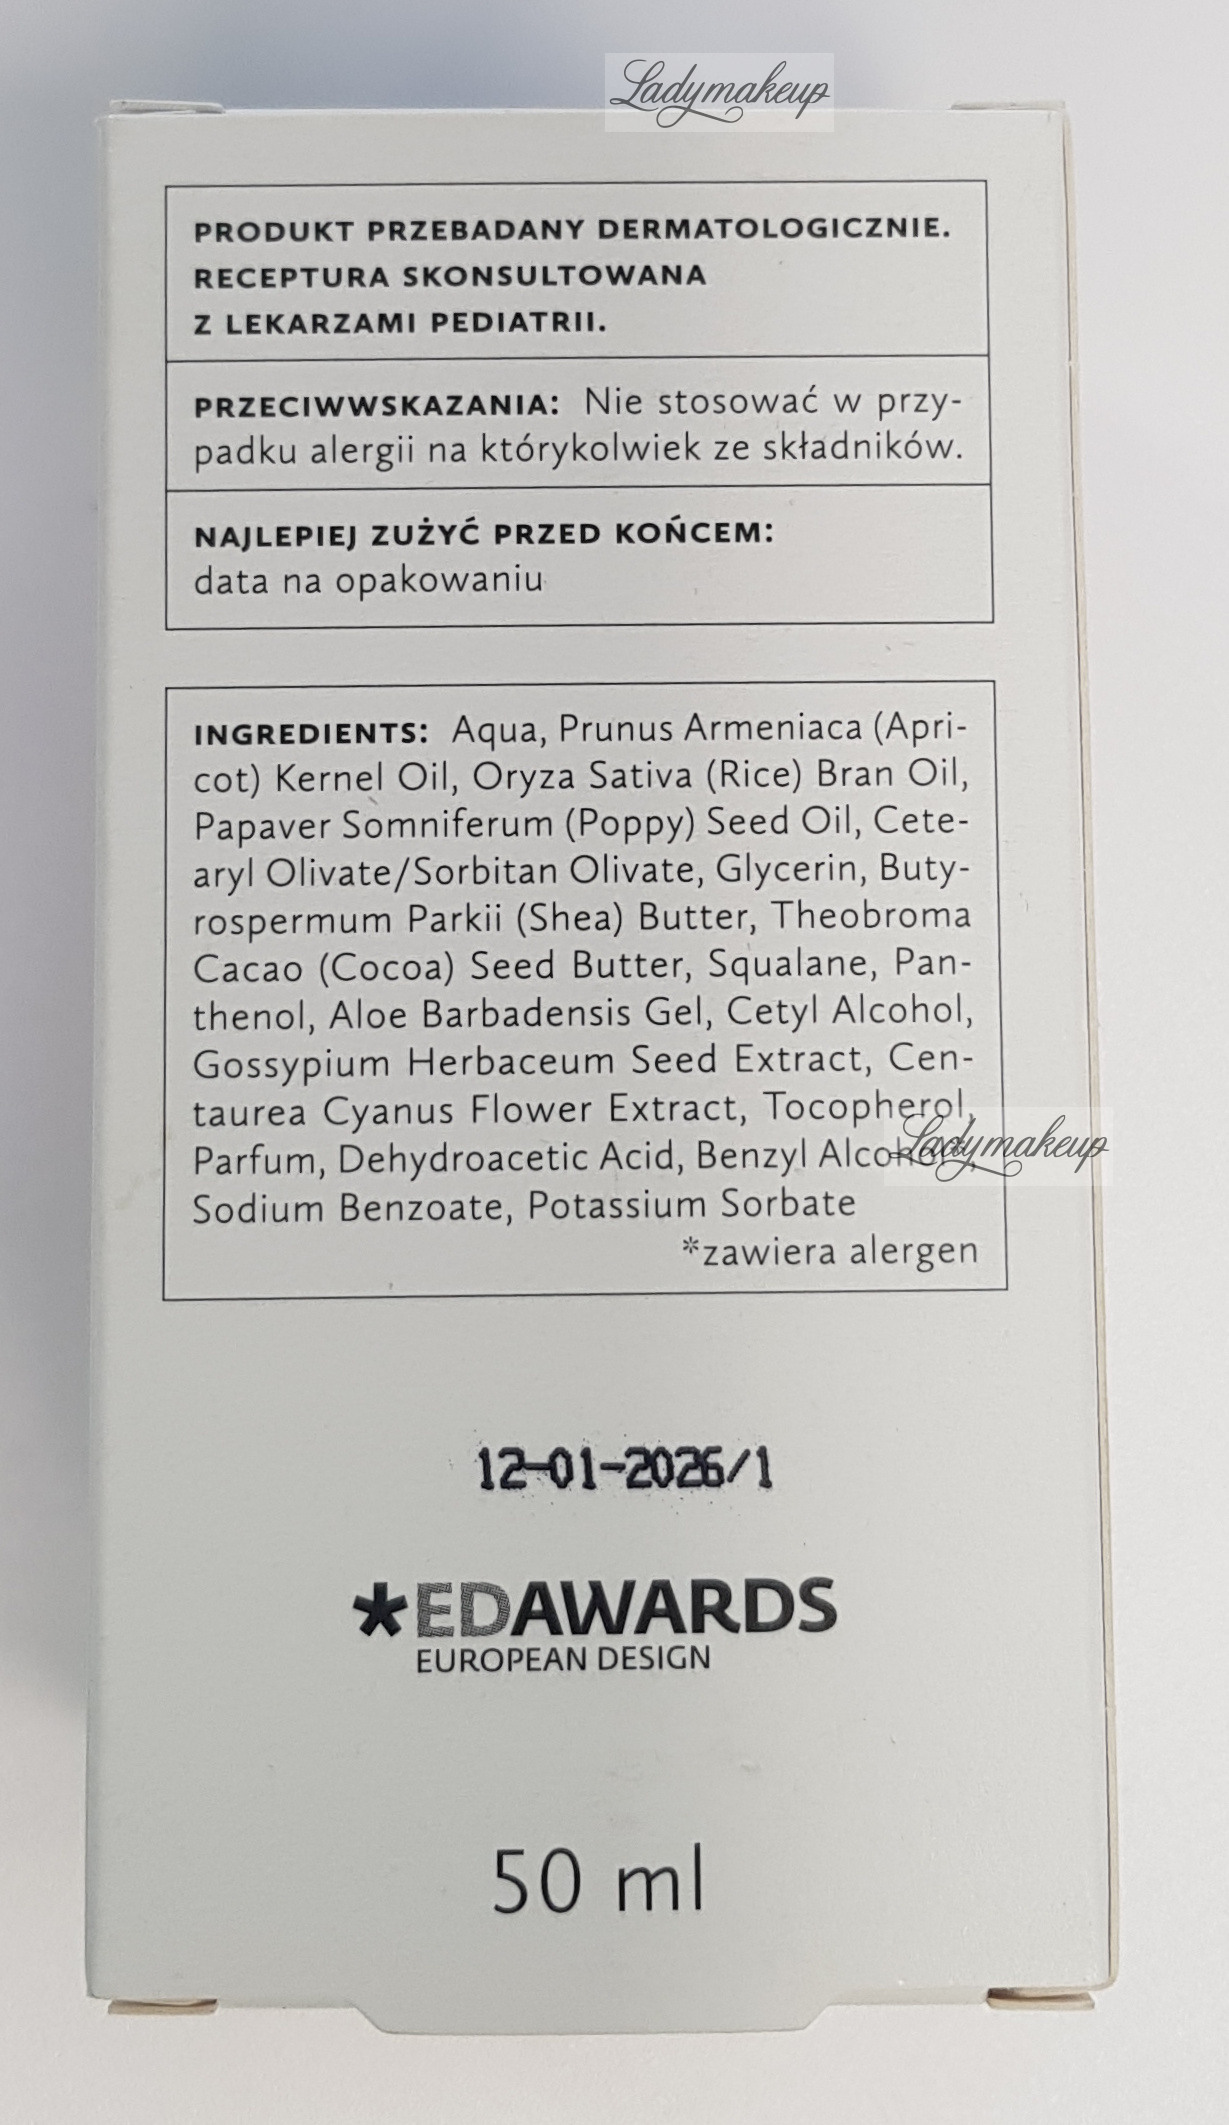 Ladymakeup
PRODUKT PRZEBADANY DERMATOLOGICZNIE.
RECEPTURA SKONSULTOWANA
Z LEKARZAMI PEDIATRII.
PRZECIWWSKAZANIA: Nie stosować w przy-
padku alergii na którykolwiek ze składników.
NAJLEPIEJ ZUŻYĆ PRZED KOŃCEM:
data na opakowaniu
INGREDIENTS: Aqua, Prunus Armeniaca (Apri-
cot) Kernel Oil, Oryza Sativa (Rice) Bran Oil,
Papaver Somniferum (Poppy) Seed Oil, Cete-
aryl Olivate/Sorbitan Olivate, Glycerin, Buty-
rospermum Parkii (Shea) Butter, Theobroma
Cacao (Cocoa) Seed Butter, Squalane, Pan-
thenol, Aloe Barbadensis Gel, Cetyl Alcohol,
Gossypium Herbaceum Seed Extract, Cen-
taurea Cyanus Flower Extract, Tocopherol,
Parfum, Dehydroacetic Acid, Benzyl Alcohol*,
Ladymakeup
Sodium Benzoate, Potassium Sorbate
*zawiera alergen
12-01-2026/1
*EDAWARDS
EUROPEAN DESIGN
50 ml